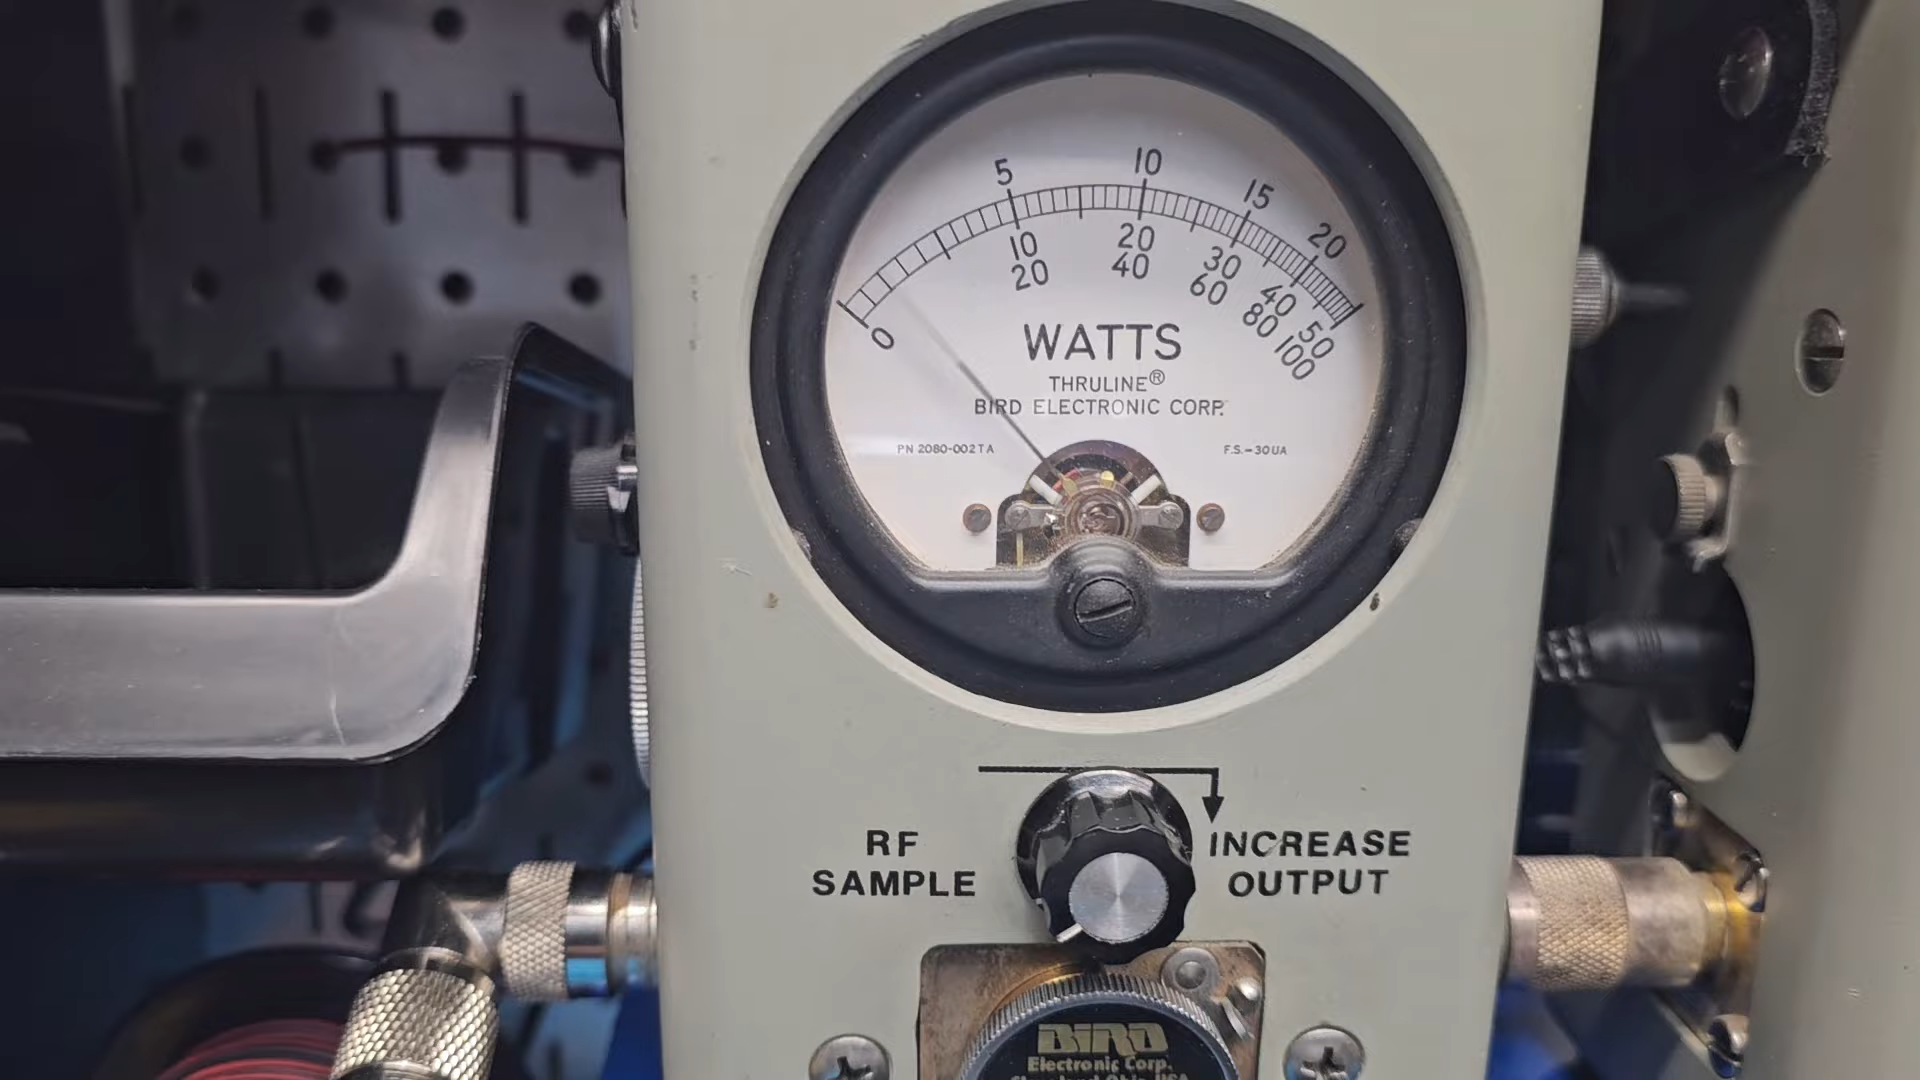 5 10 15 20
0 10 20 30 40 50
20 40 60 80 100
WATTS
THRULINE®
BIRD ELECTRONIC CORP.
PN 2080-002TA
F.S.-30UA
RF
SAMPLE
INCREASE
OUTPUT
BIRD
Electronic Corp.